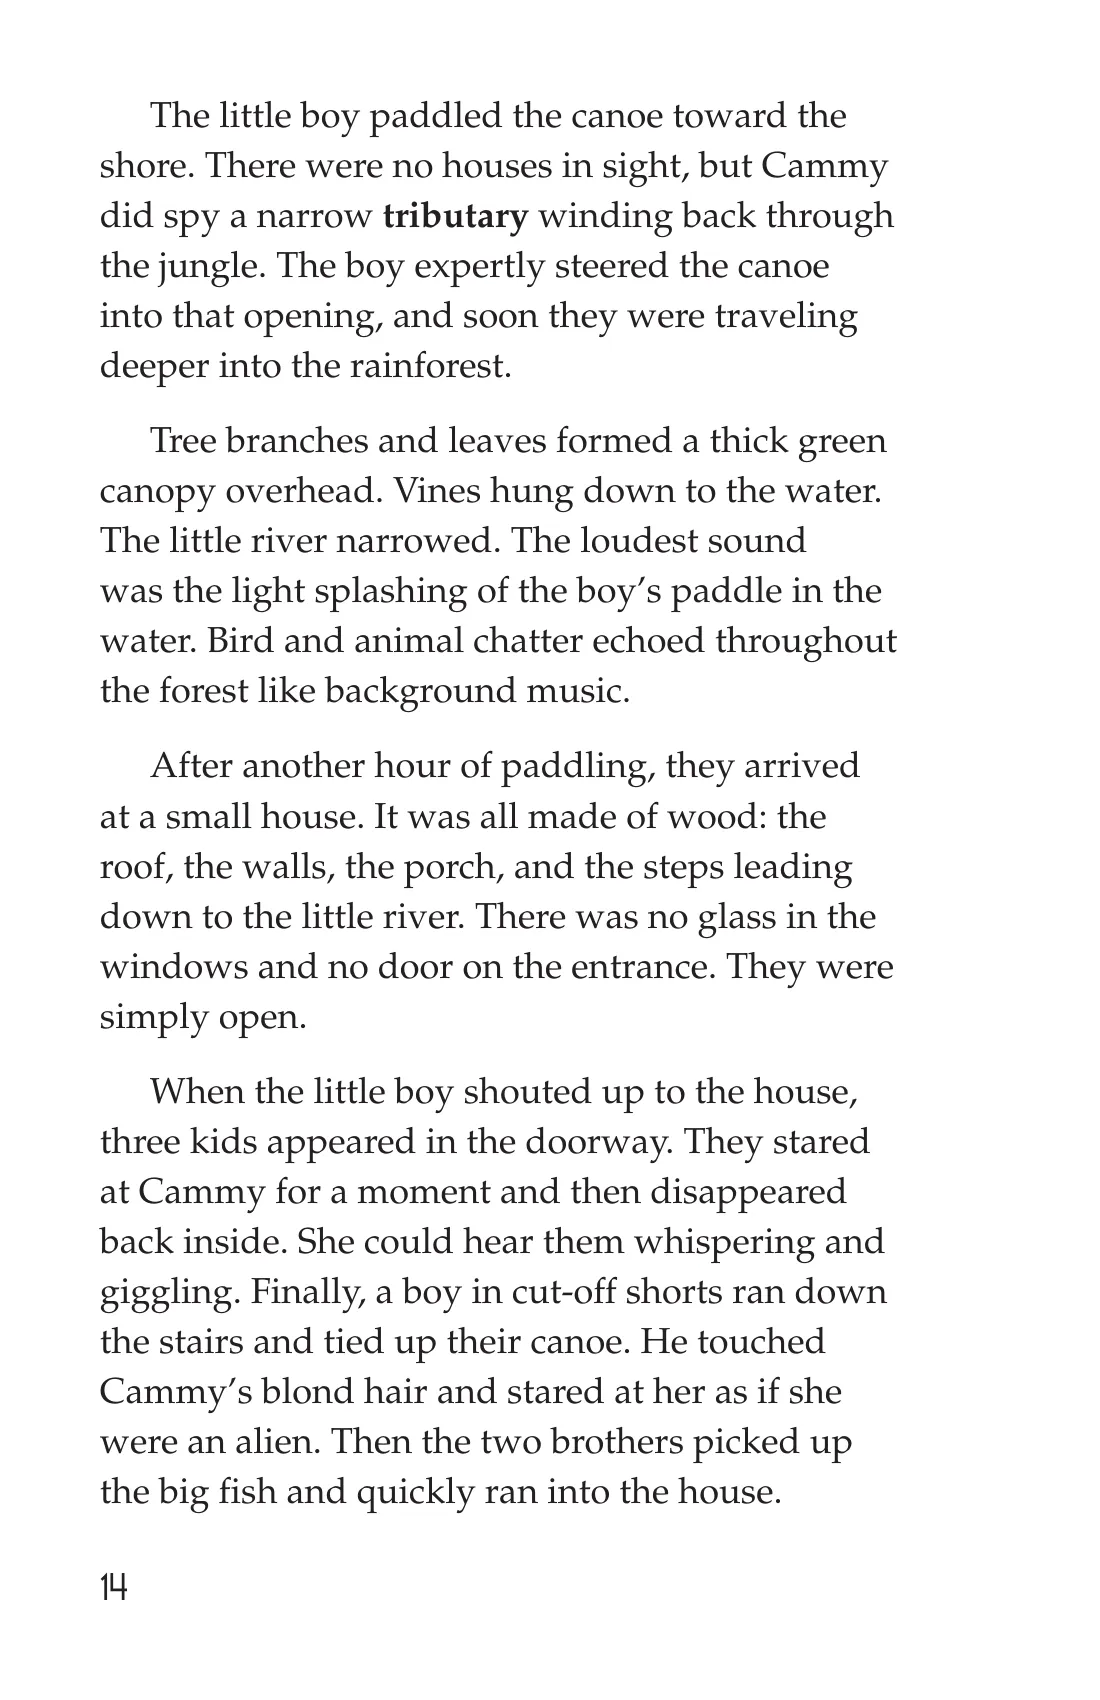 The little boy paddled the canoe toward the
shore. There were no houses in sight, but Cammy
did spy a narrow tributary winding back through
the jungle. The boy expertly steered the canoe
into that opening, and soon they were traveling
deeper into the rainforest.
Tree branches and leaves formed a thick green
canopy overhead. Vines hung down to the water.
The little river narrowed. The loudest sound
was the light splashing of the boy’s paddle in the
water. Bird and animal chatter echoed throughout
the forest like background music.
After another hour of paddling, they arrived
at a small house. It was all made of wood: the
roof, the walls, the porch, and the steps leading
down to the little river. There was no glass in the
windows and no door on the entrance. They were
simply open.
When the little boy shouted up to the house,
three kids appeared in the doorway. They stared
at Cammy for a moment and then disappeared
back inside. She could hear them whispering and
giggling. Finally, a boy in cut-off shorts ran down
the stairs and tied up their canoe. He touched
Cammy’s blond hair and stared at her as if she
were an alien. Then the two brothers picked up
the big fish and quickly ran into the house.
14